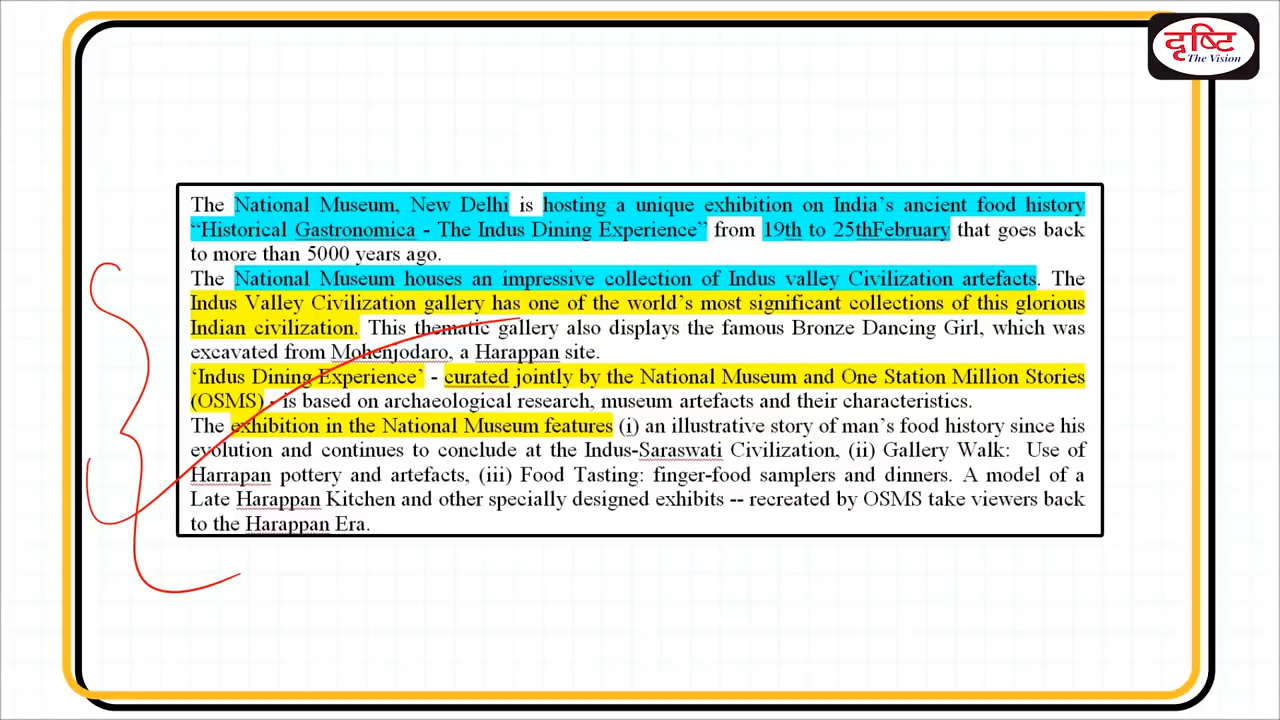 दृष्टि
The Vision
The National Museum, New Delhi is hosting a unique exhibition on India's ancient food history
“Historical Gastronomica - The Indus Dining Experience” from 19th to 25thFebruary that goes back
to more than 5000 years ago.
The National Museum houses an impressive collection of Indus valley Civilization artefacts. The
Indus Valley Civilization gallery has one of the world's most significant collections of this glorious
Indian civilization. This thematic gallery also displays the famous Bronze Dancing Girl, which was
excavated from Mohenjodaro, a Harappan site.
‘Indus Dining Experience’ - curated jointly by the National Museum and One Station Million Stories
(OSMS) - is based on archaeological research, museum artefacts and their characteristics.
The exhibition in the National Museum features (i) an illustrative story of man's food history since his
evolution and continues to conclude at the Indus-Saraswati Civilization, (ii) Gallery Walk: Use of
Harrapan pottery and artefacts, (iii) Food Tasting: finger-food samplers and dinners. A model of a
Late Harappan Kitchen and other specially designed exhibits -- recreated by OSMS take viewers back
to the Harappan Era.